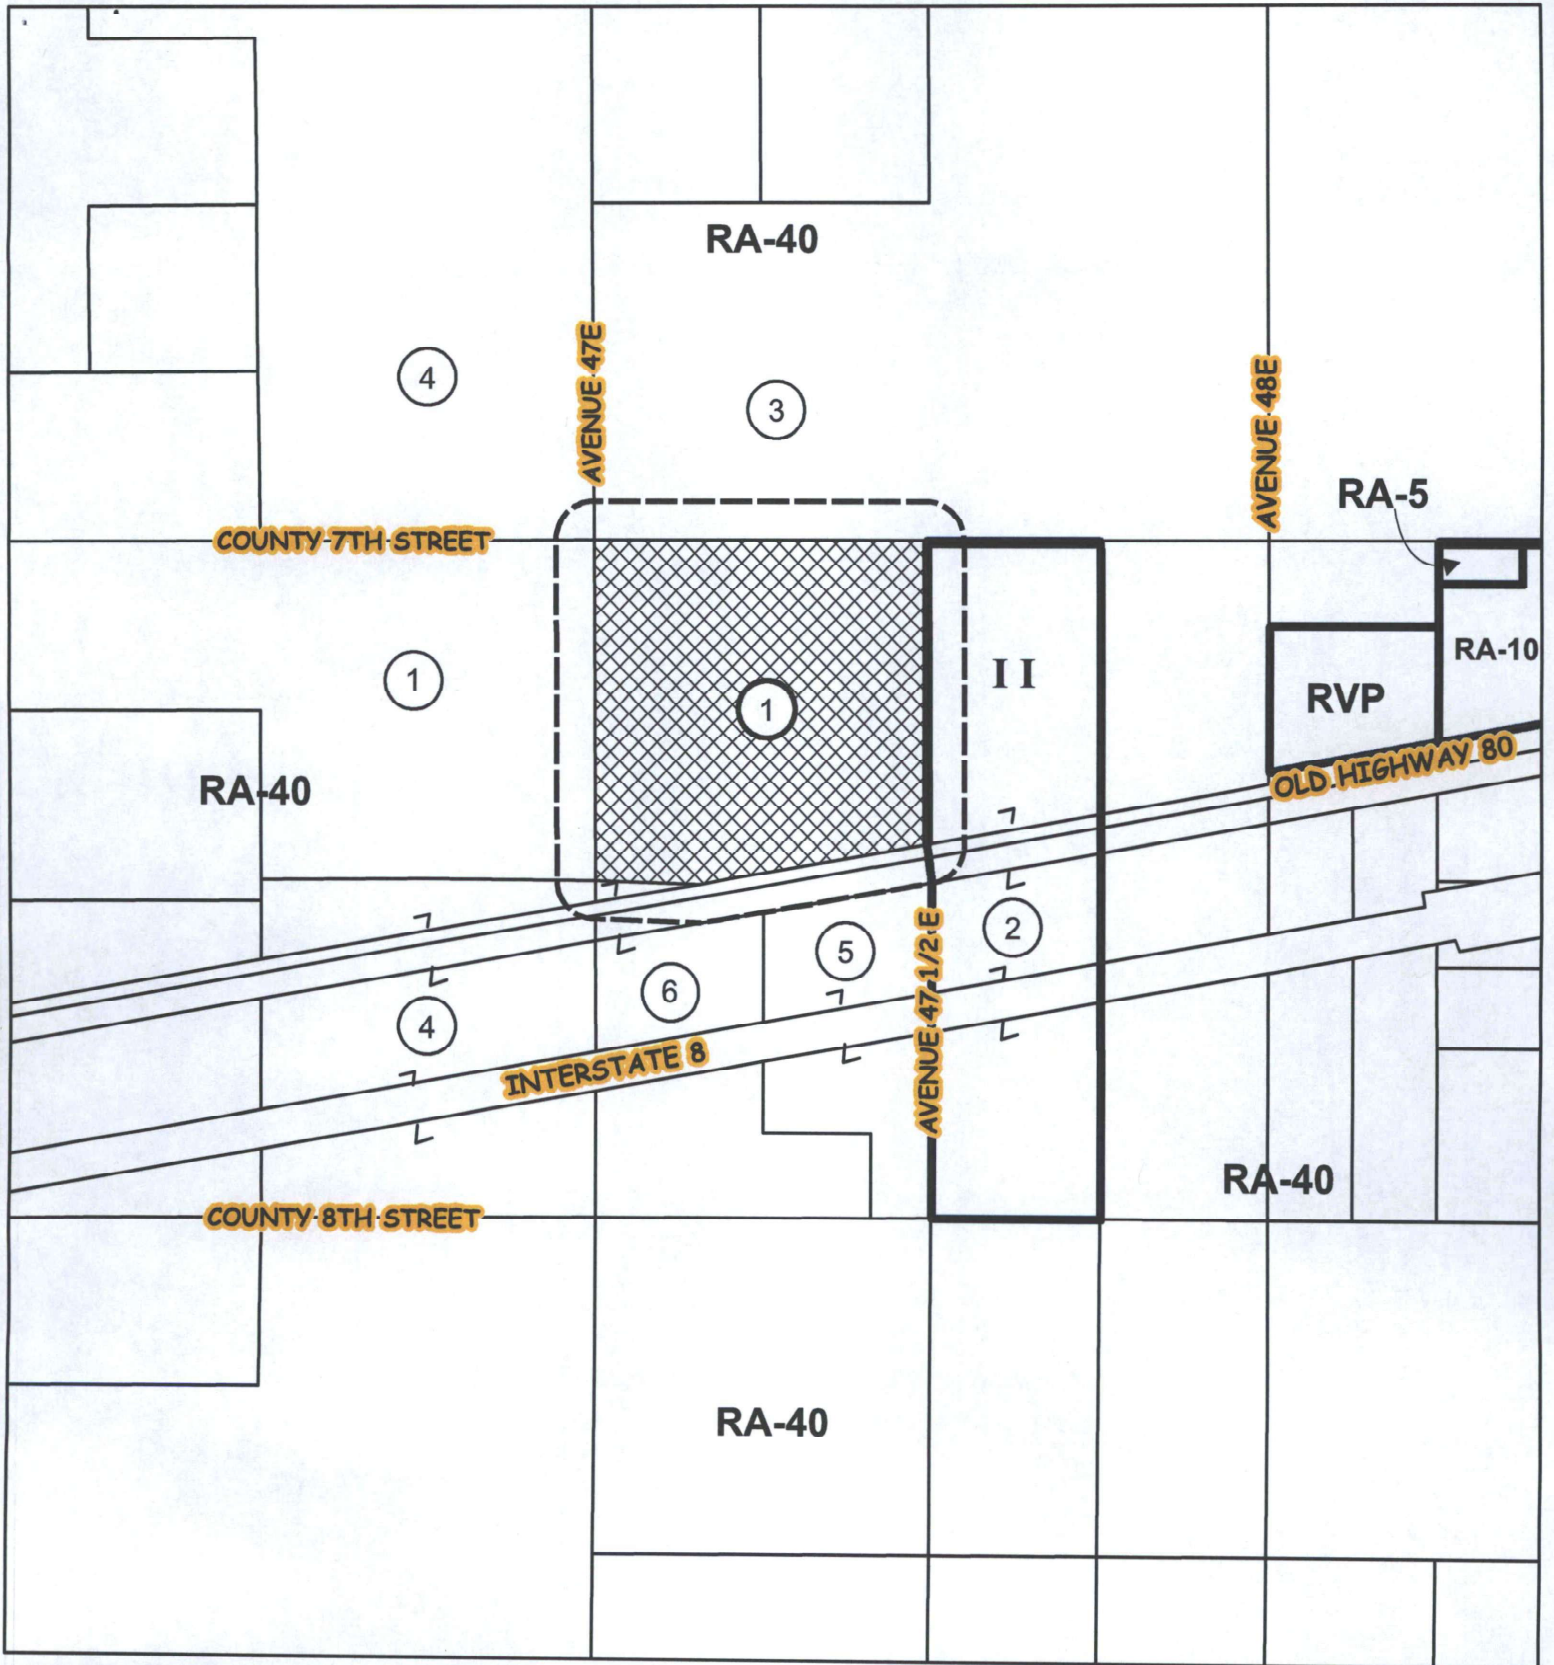 RA-40
AVENUE 47E
4
3
AVENUE 48E
RA-5
COUNTY 7TH STREET
1
1
II
RA-10
RVP
RA-40
OLD HIGHWAY 80
2
5
6
4
AVENUE 47 1/2 E
INTERSTATE 8
RA-40
COUNTY 8TH STREET
RA-40